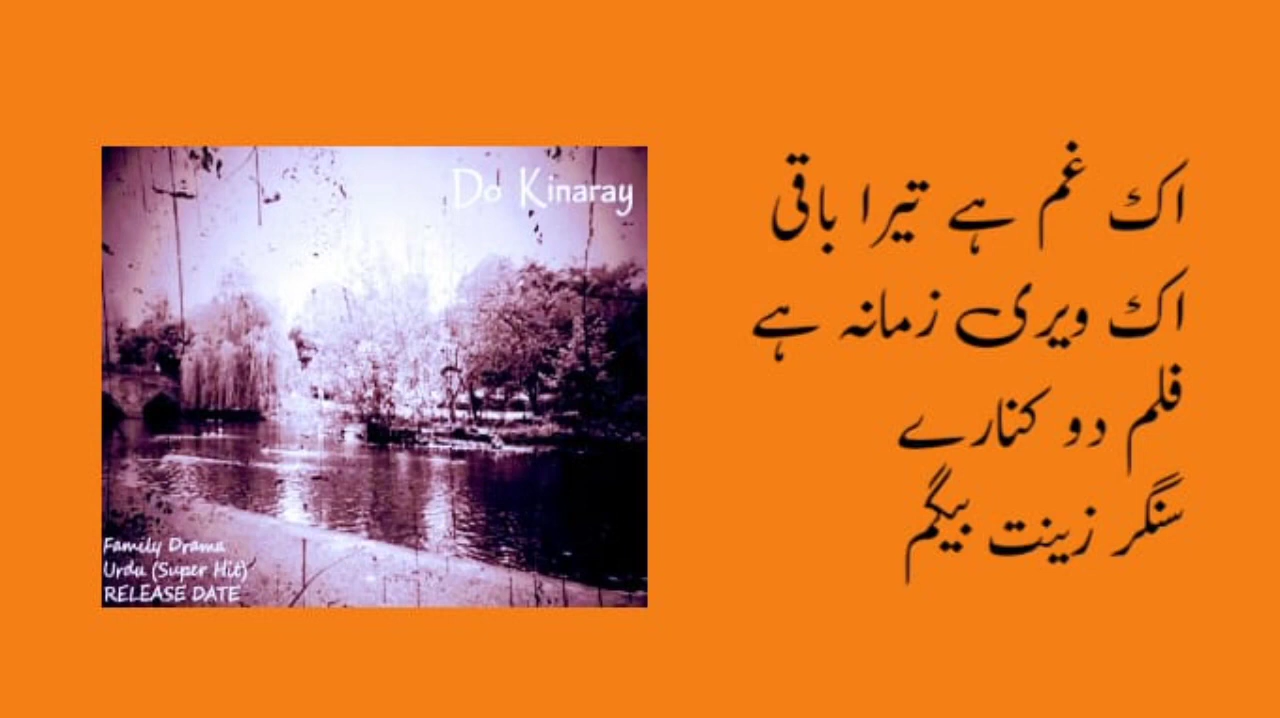 Do Kinaray
Family Drama
Urdu (Super Hit)
RELEASE DATE
اک غم ہے تیرا باقی
اک ویری زمانہ ہے
فلم دو کنارے
سنگر زینت بیگم